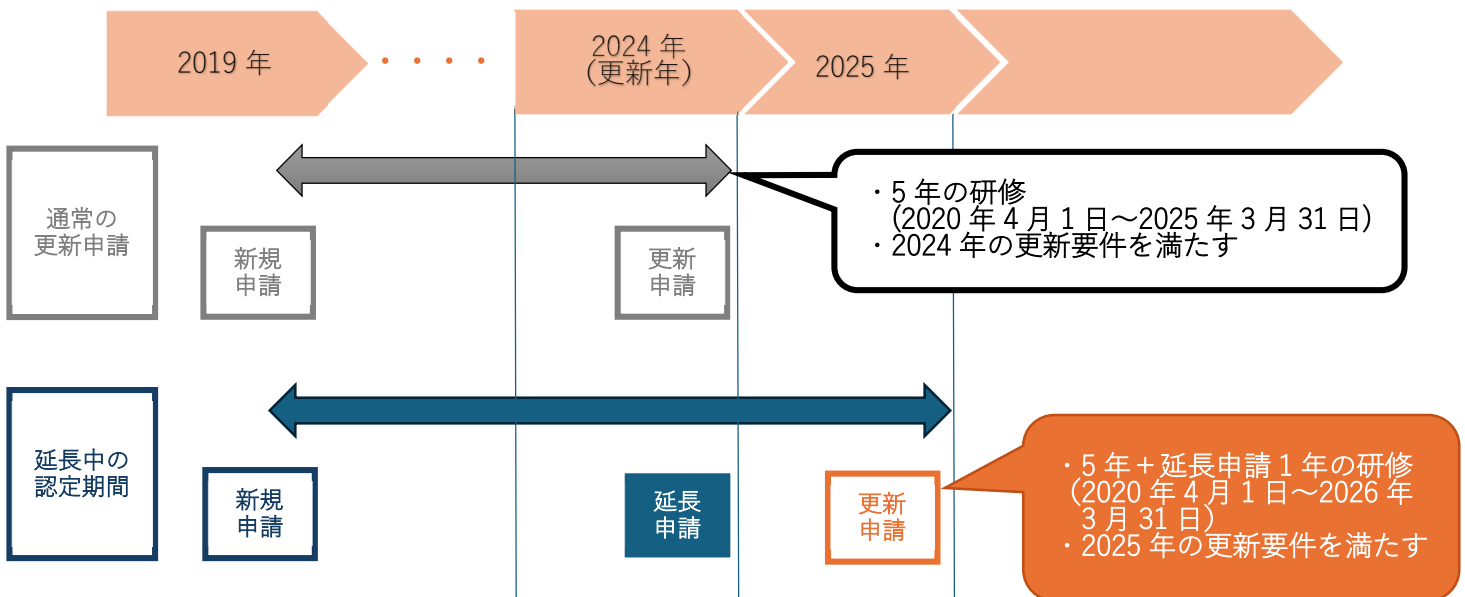 2019 年
・・・・
2024 年
（更新年）
2025 年
通常の
更新申請
新規
申請
更新
申請
・5 年の研修
(2020 年 4 月 1 日～2025 年 3 月 31 日)
・2024 年の更新要件を満たす
延長中の
認定期間
新規
申請
延長
申請
更新
申請
・5 年＋延長申請 1 年の研修
（2020 年 4 月 1 日～2026 年
3 月 31 日）
・2025 年の更新要件を満たす